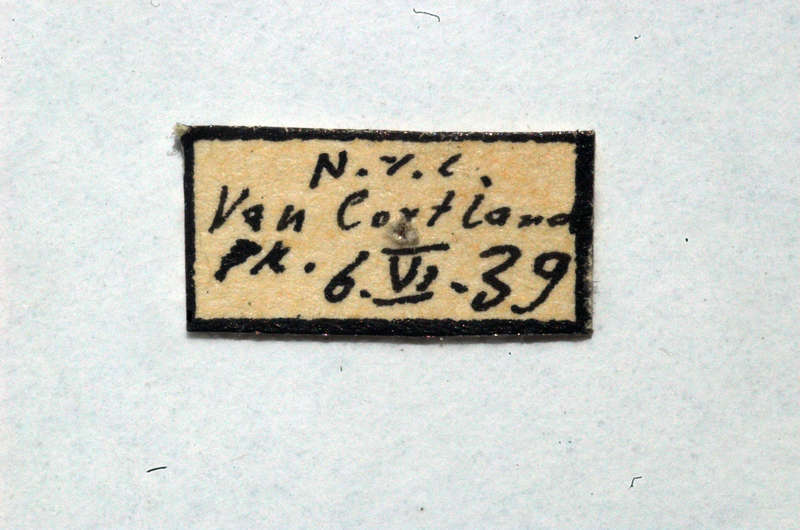 N.Y.C.
Van Cortland
Pk. 6.VI.39